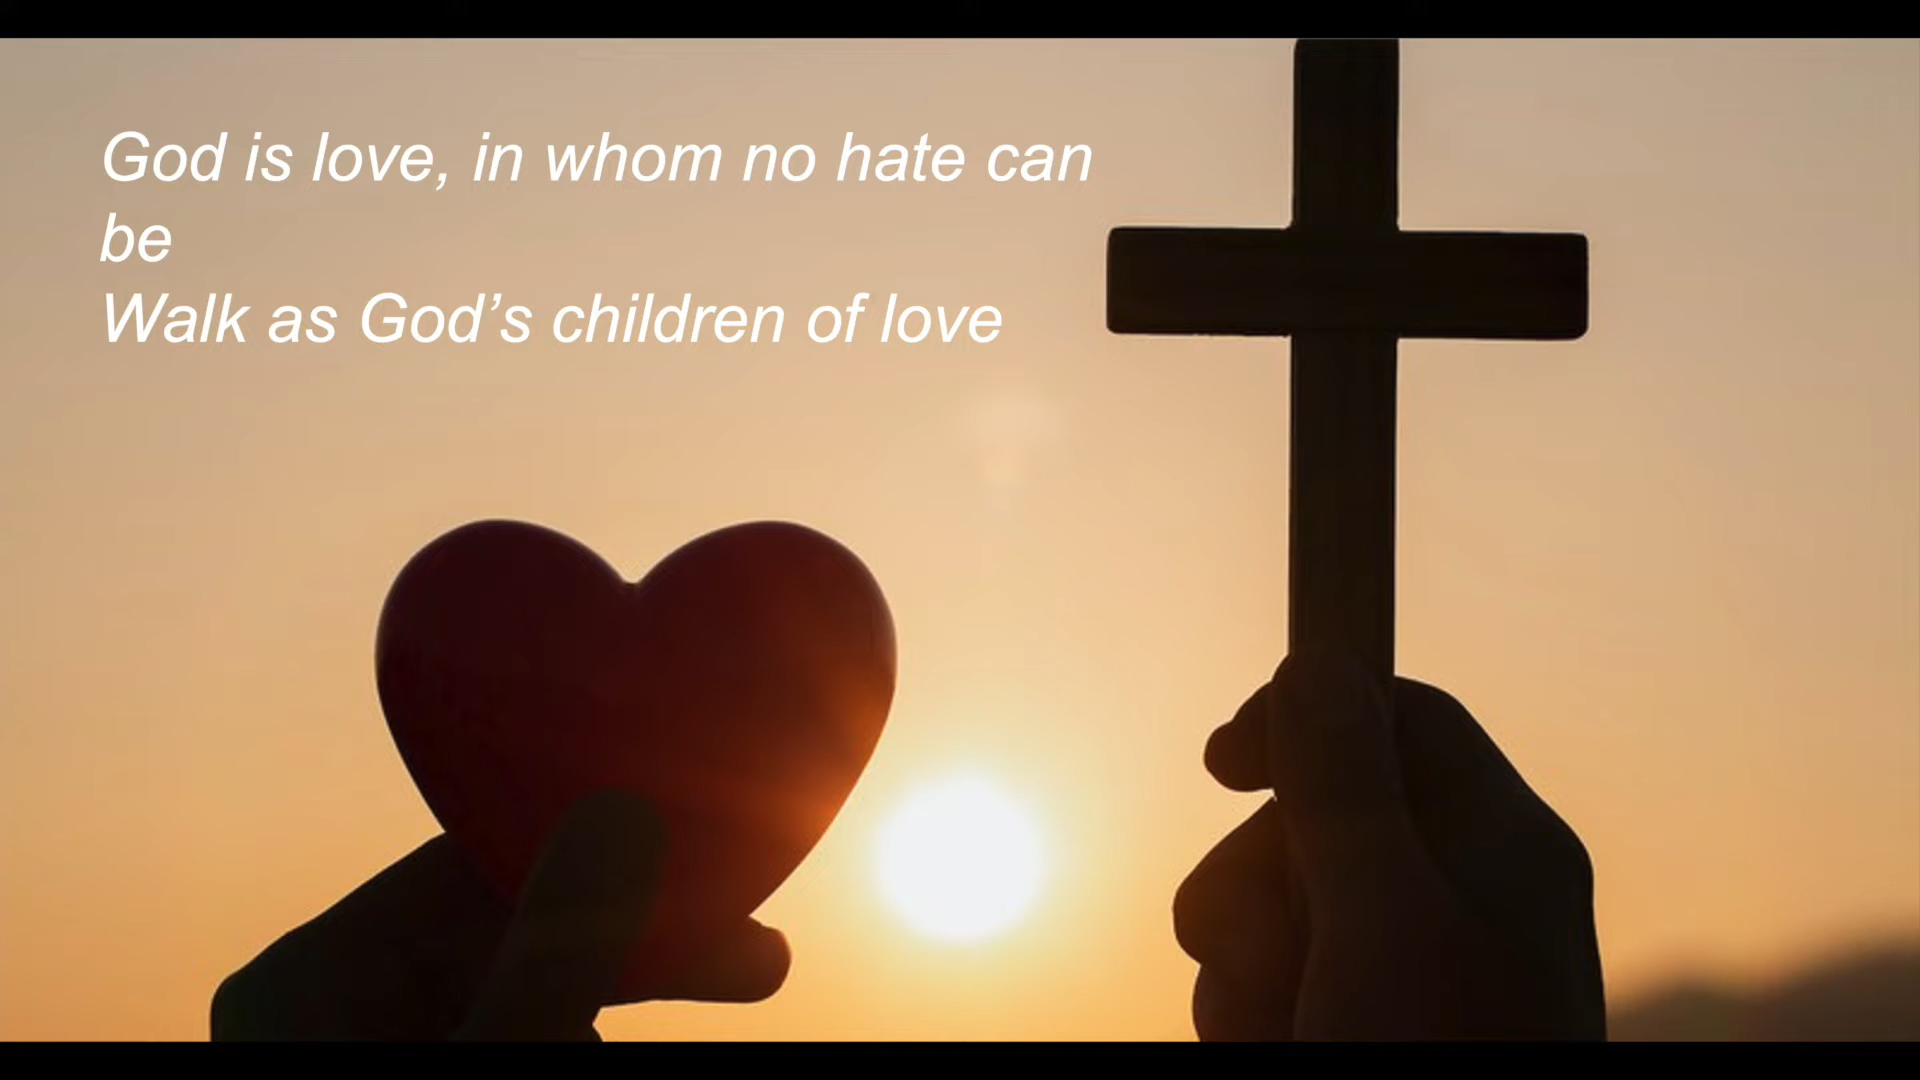 God is love, in whom no hate can
be
Walk as God’s children of love